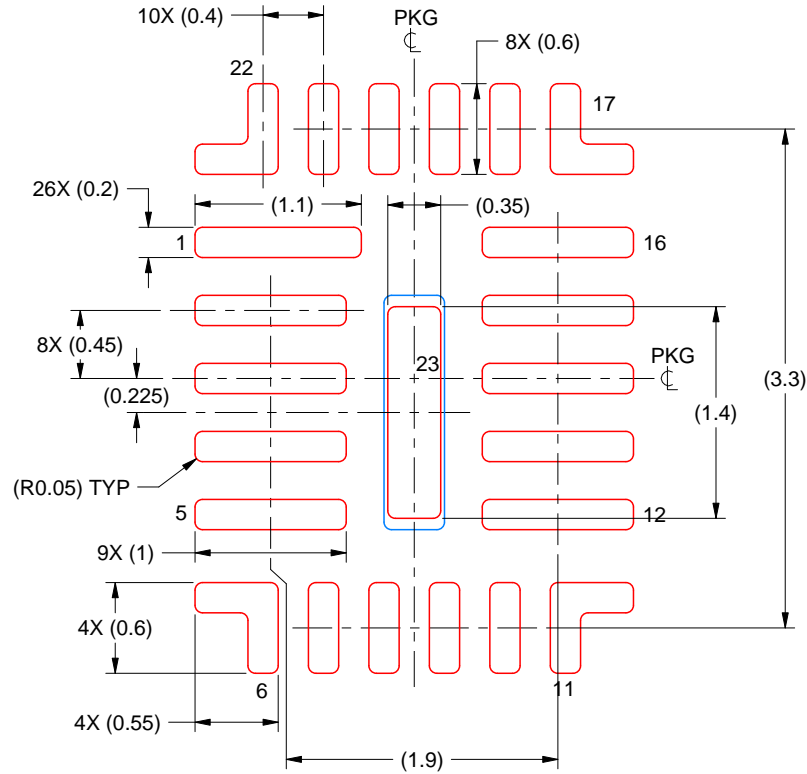 10X (0.4)
PKG
℄
8X (0.6)
22
17
26X (0.2)
(1.1)
(0.35)
1
16
8X (0.45)
23
PKG
℄
(3.3)
(0.225)
(1.4)
(R0.05) TYP
5
12
9X (1)
4X (0.6)
6
11
4X (0.55)
(1.9)